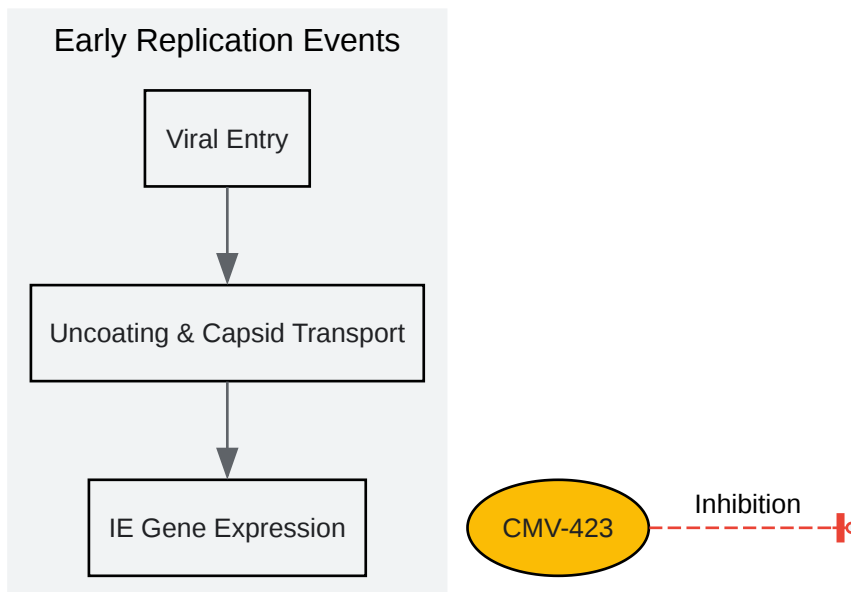 Early Replication Events
Viral Entry
Uncoating & Capsid Transport
IE Gene Expression
CMV-423
Inhibition